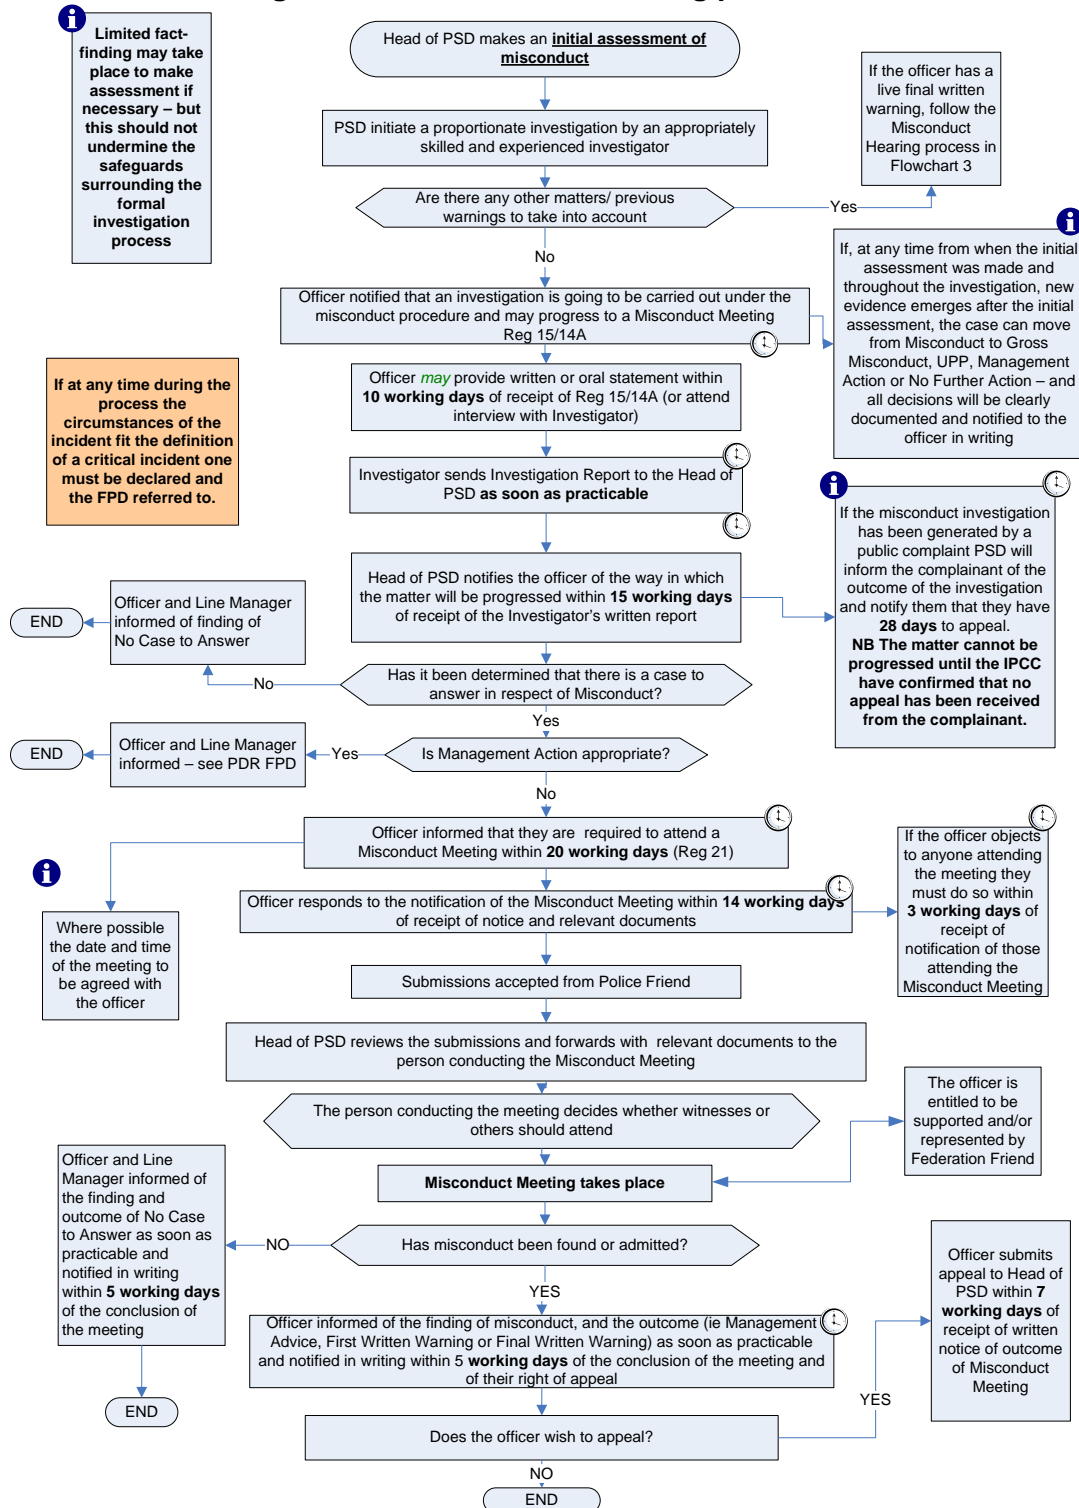 Limited fact-
finding may take
place to make
assessment if
necessary – but
this should not
undermine the
safeguards
surrounding the
formal
investigation
process
Head of PSD makes an initial assessment of
misconduct
PSD initiate a proportionate investigation by an appropriately
skilled and experienced investigator
If the officer has a
live final written
warning, follow the
Misconduct
Hearing process in
Flowchart 3
Are there any other matters/ previous
warnings to take into account
Yes
No
If, at any time from when the initial
assessment was made and
throughout the investigation, new
evidence emerges after the initial
assessment, the case can move
from Misconduct to Gross
Misconduct, UPP, Management
Action or No Further Action – and
all decisions will be clearly
documented and notified to the
officer in writing
Officer notified that an investigation is going to be carried out under the
misconduct procedure and may progress to a Misconduct Meeting
Reg 15/14A
If at any time during the
process the
circumstances of the
incident fit the definition
of a critical incident one
must be declared and
the FPD referred to.
Officer may provide written or oral statement within
10 working days of receipt of Reg 15/14A (or attend
interview with Investigator)
Investigator sends Investigation Report to the Head of
PSD as soon as practicable
If the misconduct investigation
has been generated by a
public complaint PSD will
inform the complainant of the
outcome of the investigation
and notify them that they have
28 days to appeal.
NB The matter cannot be
progressed until the IPCC
have confirmed that no
appeal has been received
from the complainant.
Head of PSD notifies the officer of the way in which
the matter will be progressed within 15 working days
of receipt of the Investigator's written report
END
Officer and Line Manager
informed of finding of
No Case to Answer
No
Has it been determined that there is a case to
answer in respect of Misconduct?
Yes
END
Officer and Line Manager
informed – see PDR FPD
Yes
Is Management Action appropriate?
No
Officer informed that they are required to attend a
Misconduct Meeting within 20 working days (Reg 21)
If the officer objects
to anyone attending
the meeting they
must do so within
3 working days of
receipt of
notification of those
attending the
Misconduct Meeting
Officer responds to the notification of the Misconduct Meeting within 14 working days
of receipt of notice and relevant documents
Where possible
the date and time
of the meeting to
be agreed with
the officer
Submissions accepted from Police Friend
Head of PSD reviews the submissions and forwards with relevant documents to the
person conducting the Misconduct Meeting
The officer is
entitled to be
supported and/or
represented by
Federation Friend
The person conducting the meeting decides whether witnesses or
others should attend
Misconduct Meeting takes place
Officer and Line
Manager informed of
the finding and
outcome of No Case
to Answer as soon as
practicable and
notified in writing
within 5 working days
of the conclusion of
the meeting
NO
Has misconduct been found or admitted?
YES
Officer submits
appeal to Head of
PSD within 7
working days of
receipt of written
notice of outcome
of Misconduct
Meeting
Officer informed of the finding of misconduct, and the outcome (ie Management
Advice, First Written Warning or Final Written Warning) as soon as practicable
and notified in writing within 5 working days of the conclusion of the meeting and
of their right of appeal
END
YES
Does the officer wish to appeal?
NO
END